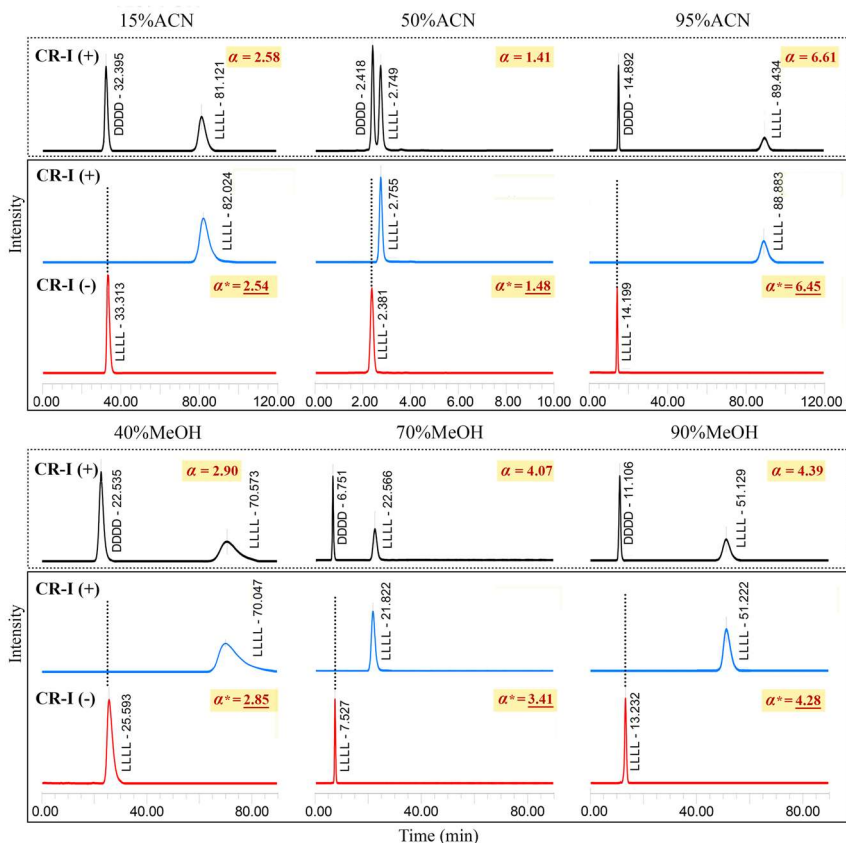 15%ACN 50%ACN 95%ACN
CR-I (+) DDDD - 32.395 LLLL - 81.121 α = 2.58 DDDD - 2.418 LLLL - 2.749 α = 1.41 DDDD - 14.892 LLLL - 89.434 α = 6.61
CR-I (+) LLLL - 82.024 LLLL - 2.755 LLLL - 88.883
CR-I (-) LLLL - 33.313 α* = 2.54 LLLL - 2.381 α* = 1.48 LLLL - 14.199 α* = 6.45
Intensity
0.00 40.00 80.00 120.00 0.00 2.00 4.00 6.00 8.00 10.00 0.00 40.00 80.00 120.00
40%MeOH 70%MeOH 90%MeOH
CR-I (+) DDDD - 22.535 α = 2.90 LLLL - 70.573 DDDD - 6.751 LLLL - 22.566 α = 4.07 DDDD - 11.106 LLLL - 51.129 α = 4.39
CR-I (+) LLLL - 70.047 LLLL - 21.822 LLLL - 51.222
CR-I (-) LLLL - 25.593 α* = 2.85 LLLL - 7.527 α* = 3.41 LLLL - 13.232 α* = 4.28
Intensity
0.00 40.00 80.00 0.00 40.00 80.00 0.00 40.00 80.00
Time (min)